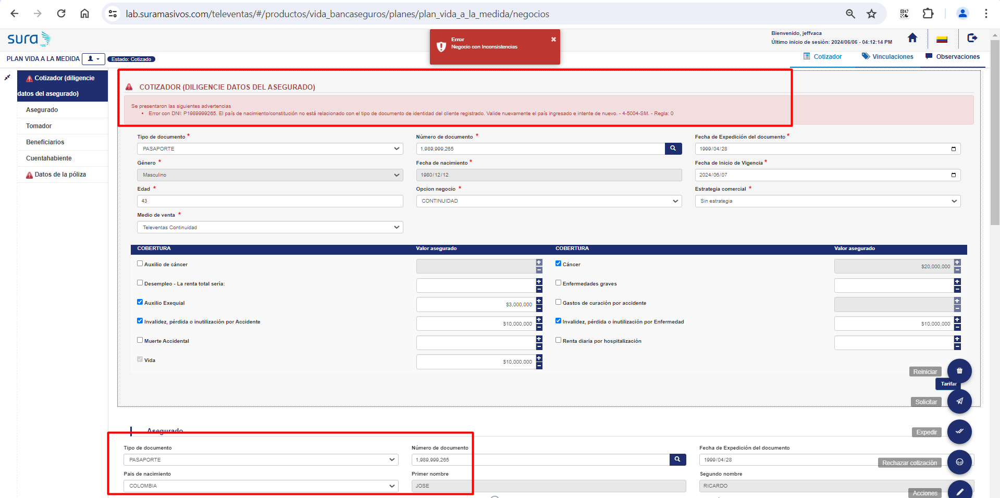 lab.suramasivos.com/televentas/#/productos/vida_bancaseguros/planes/plan_vida_a_la_medida/negocios
sura
Error
Negocio con Inconsistencias
Bienvenido, jeffvaca
Último inicio de sesión: 2024/06/06 - 04:12:14 PM
PLAN VIDA A LA MEDIDA
Estado: Cotizado
Cotizador
Vinculaciones
Observaciones
Cotizador (diligencie
datos del asegurado)
Asegurado
Tomador
Beneficiarios
Cuentahabiente
Datos de la póliza
COTIZADOR (DILIGENCIE DATOS DEL ASEGURADO)
Se presentaron las siguientes advertencias
• Error con DNI: P1989999265. El país de nacimiento/constitución no está relacionado con el tipo de documento de identidad del cliente registrado. Valide nuevamente el país ingresado e intente de nuevo. - 4-5004-SM. - Regla: 0
Tipo de documento *
Número de documento *
Fecha de Expedición del documento *
PASAPORTE
1,989,999,265
1999/04/28
Género *
Fecha de nacimiento *
Fecha de Inicio de Vigencia *
Masculino
1980/12/12
2024/06/07
Edad *
Opcion negocio *
Estrategia comercial *
43
CONTINUIDAD
Sin estrategia
Medio de venta *
Televentas Continuidad
COBERTURA
Valor asegurado
COBERTURA
Valor asegurado
Auxilio de cáncer
Cáncer
$20,000,000
Desempleo - La renta total sería:
Enfermedades graves
Auxilio Exequial
$3,000,000
Gastos de curación por accidente
Invalidez, pérdida o inutilización por Accidente
$10,000,000
Invalidez, pérdida o inutilización por Enfermedad
$10,000,000
Muerte Accidental
Renta diaria por hospitalización
Vida
$10,000,000
Reiniciar
Tarifar
Solicitar
Asegurado
Expedir
Tipo de documento
Número de documento
Fecha de Expedición del documento
PASAPORTE
1,989,999,265
1999/04/28
Rechazar cotización
Pais de nacimiento
Primer nombre
Segundo nombre
COLOMBIA
JOSE
RICARDO
Acciones